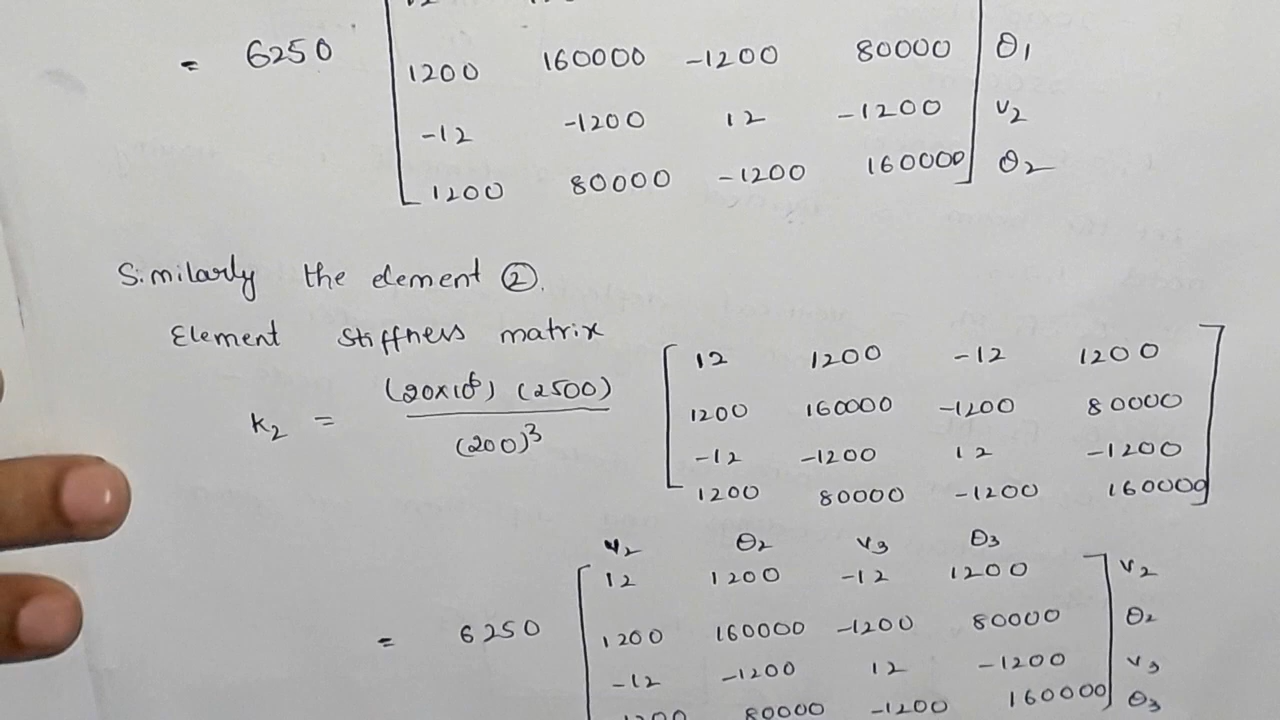 = 6250
1200 160000 -1200 80000 θ1
-12 -1200 12 -1200 v2
1200 80000 -1200 160000 θ2
Similarly the element ②.
Element stiffness matrix
k2 = (20×10⁶) (2500) / (200)³
12 1200 -12 1200
1200 160000 -1200 80000
-12 -1200 12 -1200
1200 80000 -1200 160000
v2 θ2 v3 θ3
= 6250
12 1200 -12 1200 v2
1200 160000 -1200 80000 θ2
-12 -1200 12 -1200 v3
1200 80000 -1200 160000 θ3